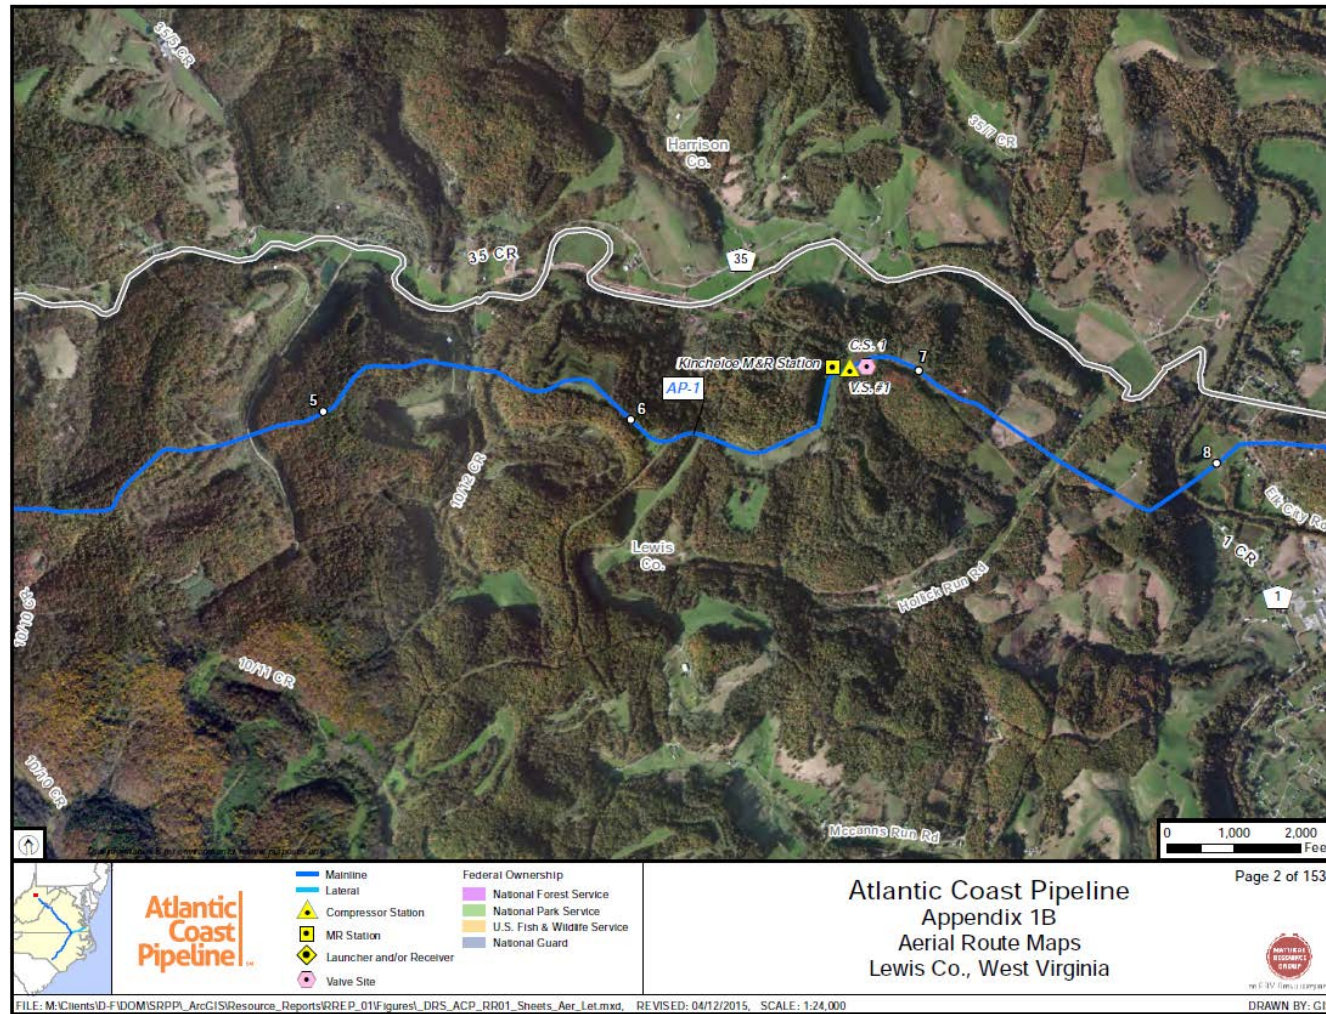 35/5 CR
Harrison
Co.
35/7 CR
35 CR
35
Kincheloe M&R Station
C.S. 1
V.S. #1
7
AP-1
5
6
8
10/12 CR
Elk City Rd
Lewis
Co.
1 CR
Hollick Run Rd
1
10/10 CR
10/11 CR
10/10 CR
Mccanns Run Rd
0 1,000 2,000
Fee
Atlantic
Coast
Pipeline
Mainline
Lateral
Compressor Station
MR Station
Launcher and/or Receiver
Valve Site
Federal Ownership
National Forest Service
National Park Service
U.S. Fish & Wildlife Service
National Guard
Atlantic Coast Pipeline
Appendix 1B
Aerial Route Maps
Lewis Co., West Virginia
Page 2 of 153
NATURAL
RESOURCE
GROUP
FILE: M:\Clients\D-F\DOM\SRPP\_ArcGIS\Resource_Reports\RREP_01\Figures\_DRS_ACP_RR01_Sheets_Aer_Let.mxd, REVISED: 04/12/2015, SCALE: 1:24,000
DRAWN BY: GI